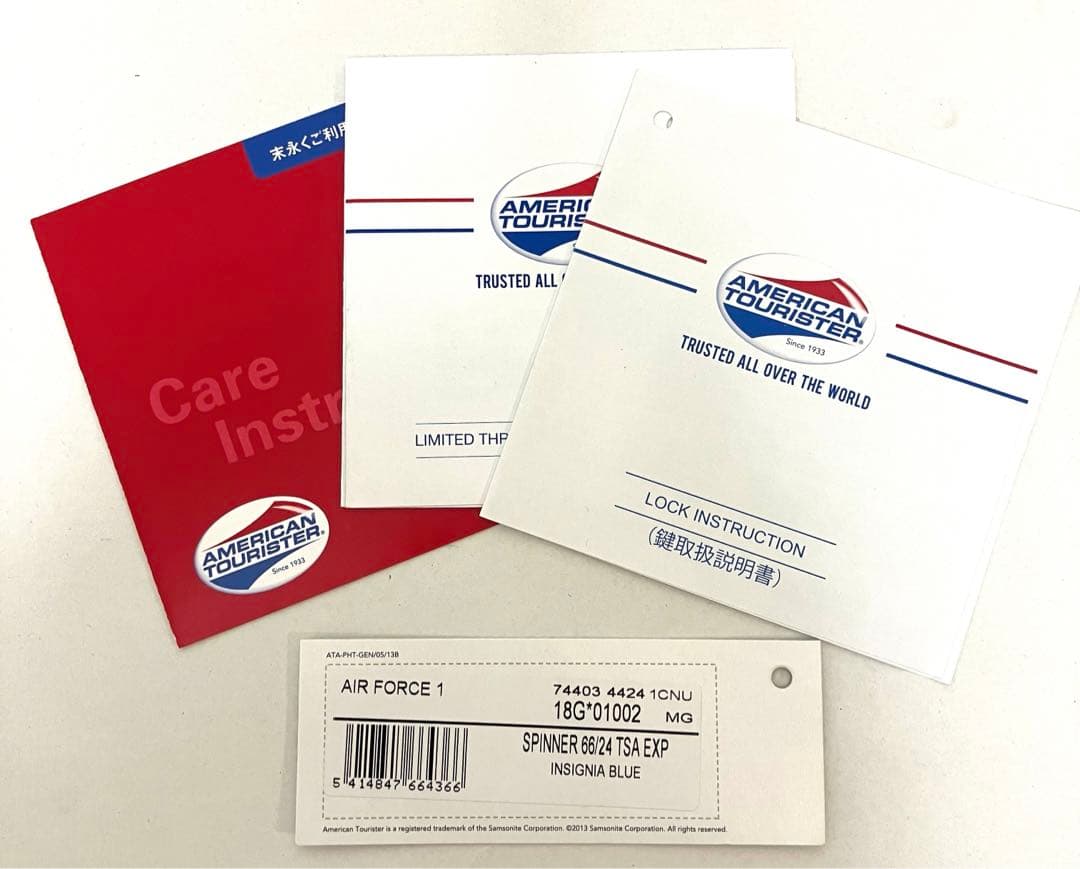 末永くご利用
Care
Instr
AMERICAN
TOURISTER®
Since 1933
AMERIC
TOURIS
TRUSTED ALL
LIMITED THR
AMERICAN
TOURISTER®
Since 1933
TRUSTED ALL OVER THE WORLD
LOCK INSTRUCTION
(鍵取扱説明書)
ATA-PHT-GEN/05/13B
AIR FORCE 1
74403 4424 1CNU
18G*01002 MG
SPINNER 66/24 TSA EXP
INSIGNIA BLUE
5 414847 664366
American Tourister is a registered trademark of the Samsonite Corporation. ©2013 Samsonite Corporation. All rights reserved.